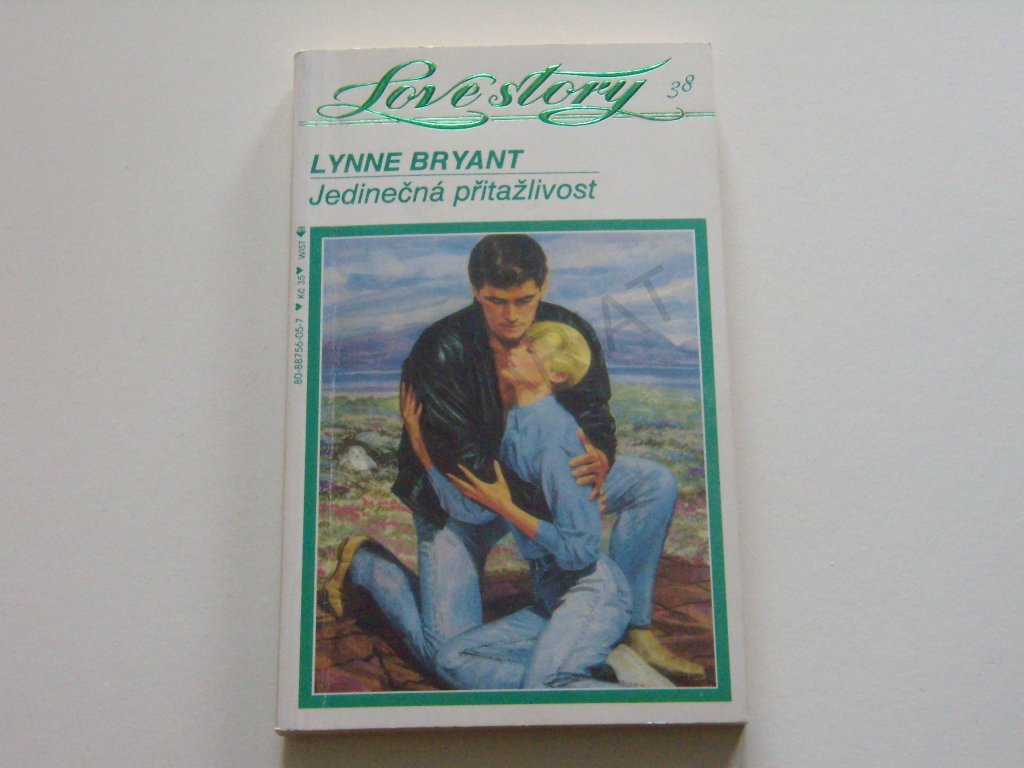 Love story 38
LYNNE BRYANT
Jedinečná přitažlivost
80-88756-05-7 ♥ Kč 35 ♥ WIST